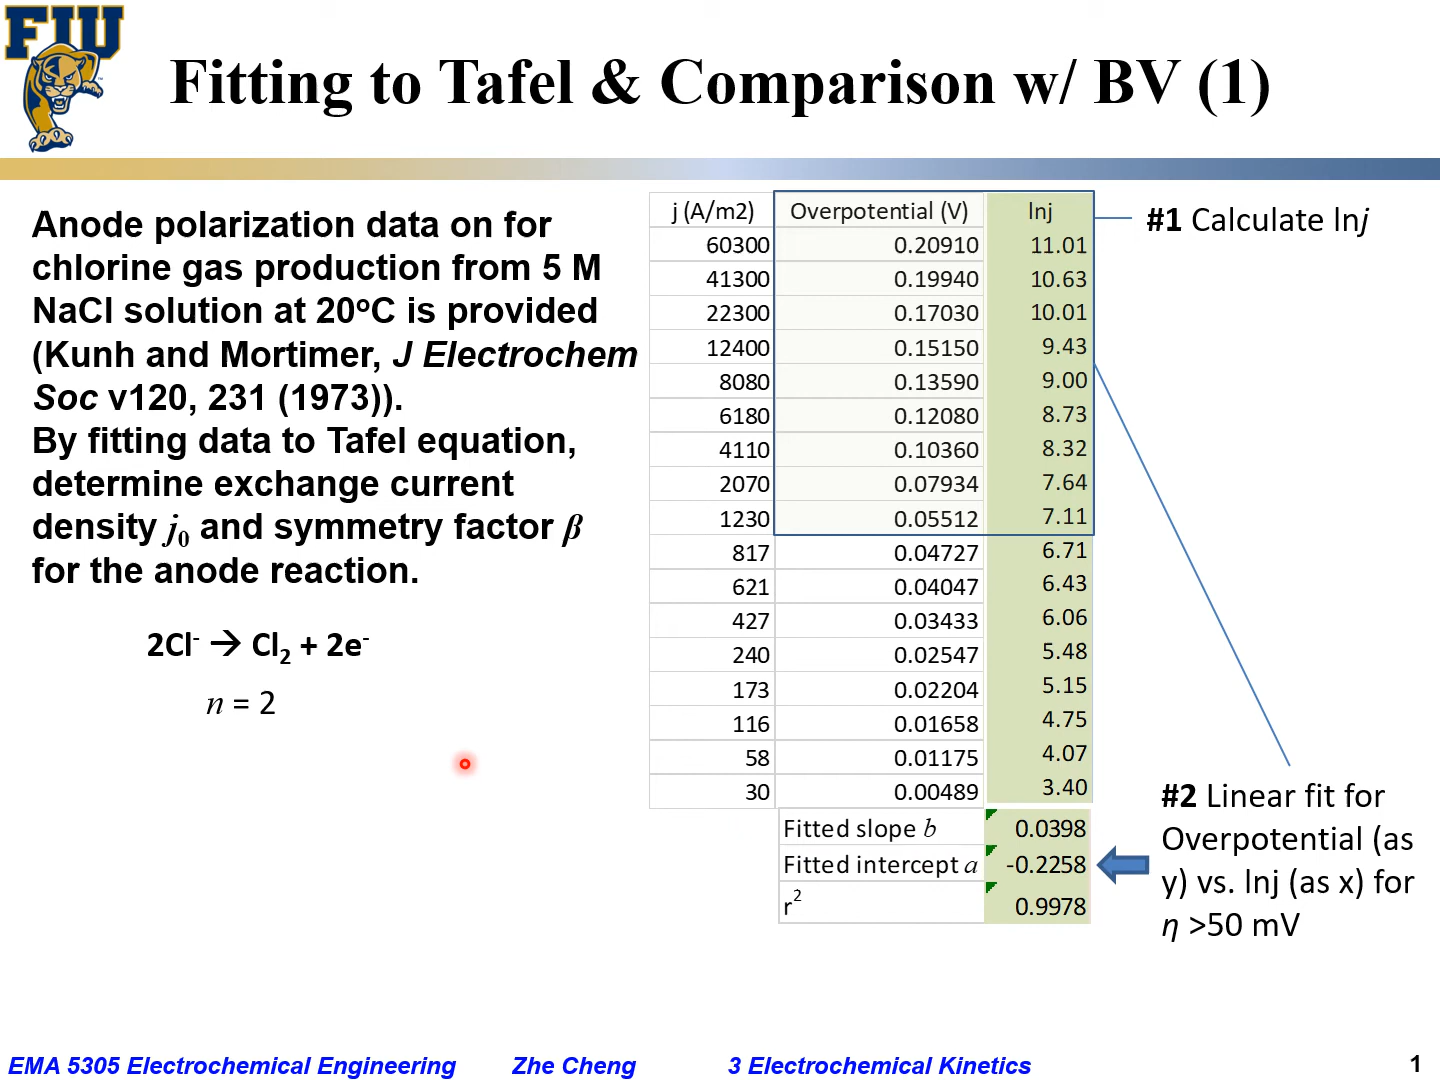 FIU
Fitting to Tafel & Comparison w/ BV (1)
Anode polarization data on for
chlorine gas production from 5 M
NaCl solution at 20oC is provided
(Kunh and Mortimer, J Electrochem
Soc v120, 231 (1973)).
By fitting data to Tafel equation,
determine exchange current
density j0 and symmetry factor β
for the anode reaction.
2Cl- → Cl2 + 2e-
n = 2
j (A/m2) Overpotential (V) lnj
60300 0.20910 11.01
41300 0.19940 10.63
22300 0.17030 10.01
12400 0.15150 9.43
8080 0.13590 9.00
6180 0.12080 8.73
4110 0.10360 8.32
2070 0.07934 7.64
1230 0.05512 7.11
817 0.04727 6.71
621 0.04047 6.43
427 0.03433 6.06
240 0.02547 5.48
173 0.02204 5.15
116 0.01658 4.75
58 0.01175 4.07
30 0.00489 3.40
Fitted slope b 0.0398
Fitted intercept a -0.2258
r2 0.9978
#1 Calculate lnj
#2 Linear fit for
Overpotential (as
y) vs. lnj (as x) for
η >50 mV
EMA 5305 Electrochemical Engineering Zhe Cheng 3 Electrochemical Kinetics 1